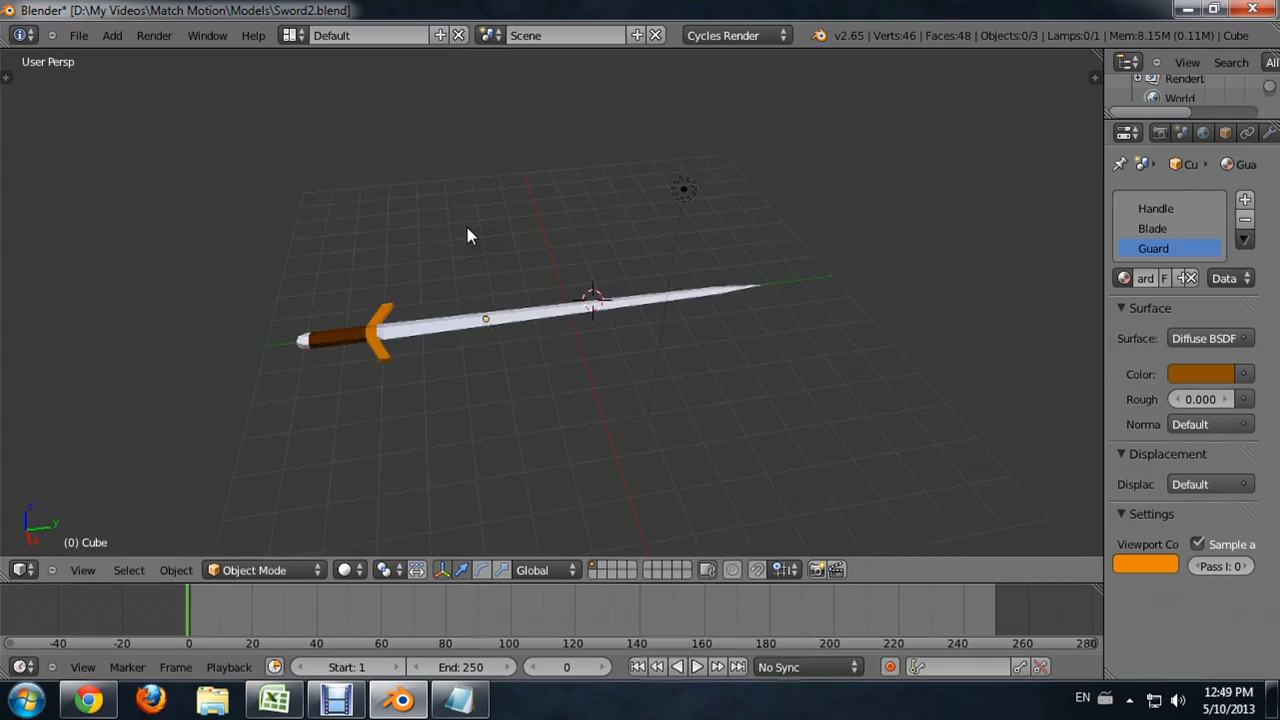 Blender* [D:\My Videos\Match Motion\Models\Sword2.blend]
File Add Render Window Help Default Scene Cycles Render v2.65 | Verts:46 | Faces:48 | Objects:0/3 | Lamps:0/1 | Mem:8.15M (0.11M) | Cube
User Persp
View Search All
RenderL
World
Cu Gua
Handle
Blade
Guard
ard F Data
Surface
Surface: Diffuse BSDF
Color:
Rough 0.000
Norma Default
Displacement
Displac Default
Settings
Viewport Co Sample a
Pass I: 0
z
y
x
(0) Cube
View Select Object Object Mode Global
-40 -20 0 20 40 60 80 100 120 140 160 180 200 220 240 260 280
View Marker Frame Playback Start: 1 End: 250 0 No Sync
EN 12:49 PM
5/10/2013